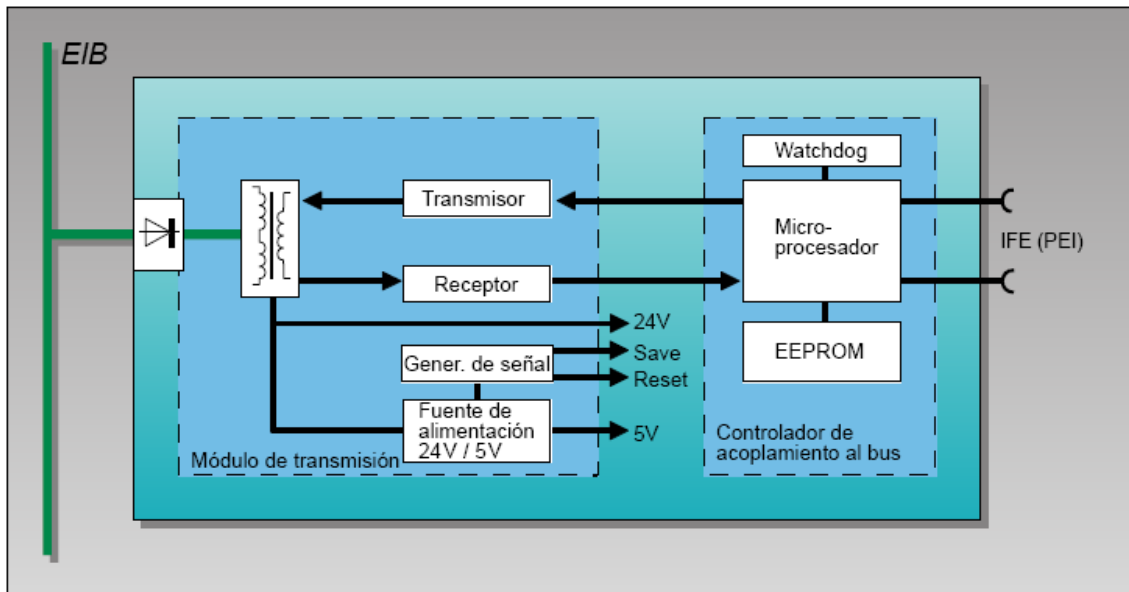 EIB
Watchdog
Transmisor
Micro-
procesador
IFE (PEI)
Receptor
24V
Save
Gener. de señal
EEPROM
Reset
Fuente de
alimentación
24V / 5V
5V
Controlador de
acoplamiento al bus
Módulo de transmisión